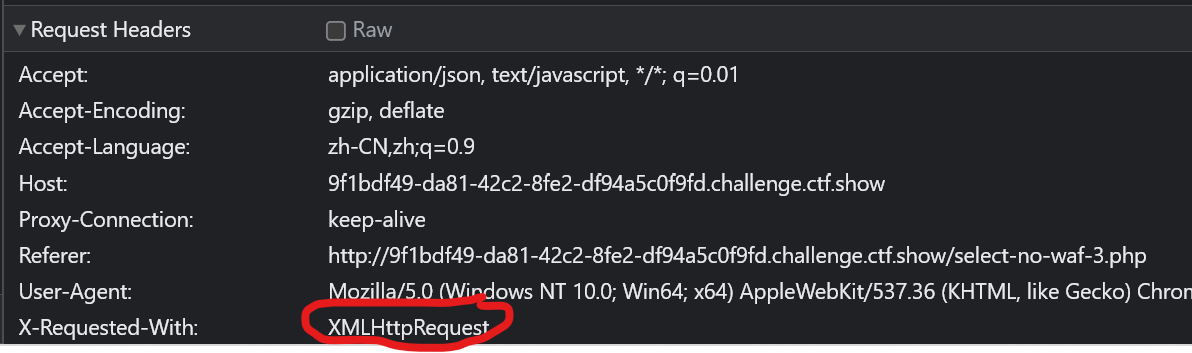 Request Headers Raw
Accept: application/json, text/javascript, */*; q=0.01
Accept-Encoding: gzip, deflate
Accept-Language: zh-CN,zh;q=0.9
Host: 9f1bdf49-da81-42c2-8fe2-df94a5c0f9fd.challenge.ctf.show
Proxy-Connection: keep-alive
Referer: http://9f1bdf49-da81-42c2-8fe2-df94a5c0f9fd.challenge.ctf.show/select-no-waf-3.php
User-Agent: Mozilla/5.0 (Windows NT 10.0; Win64; x64) AppleWebKit/537.36 (KHTML, like Gecko) Chrom
X-Requested-With: XMLHttpRequest